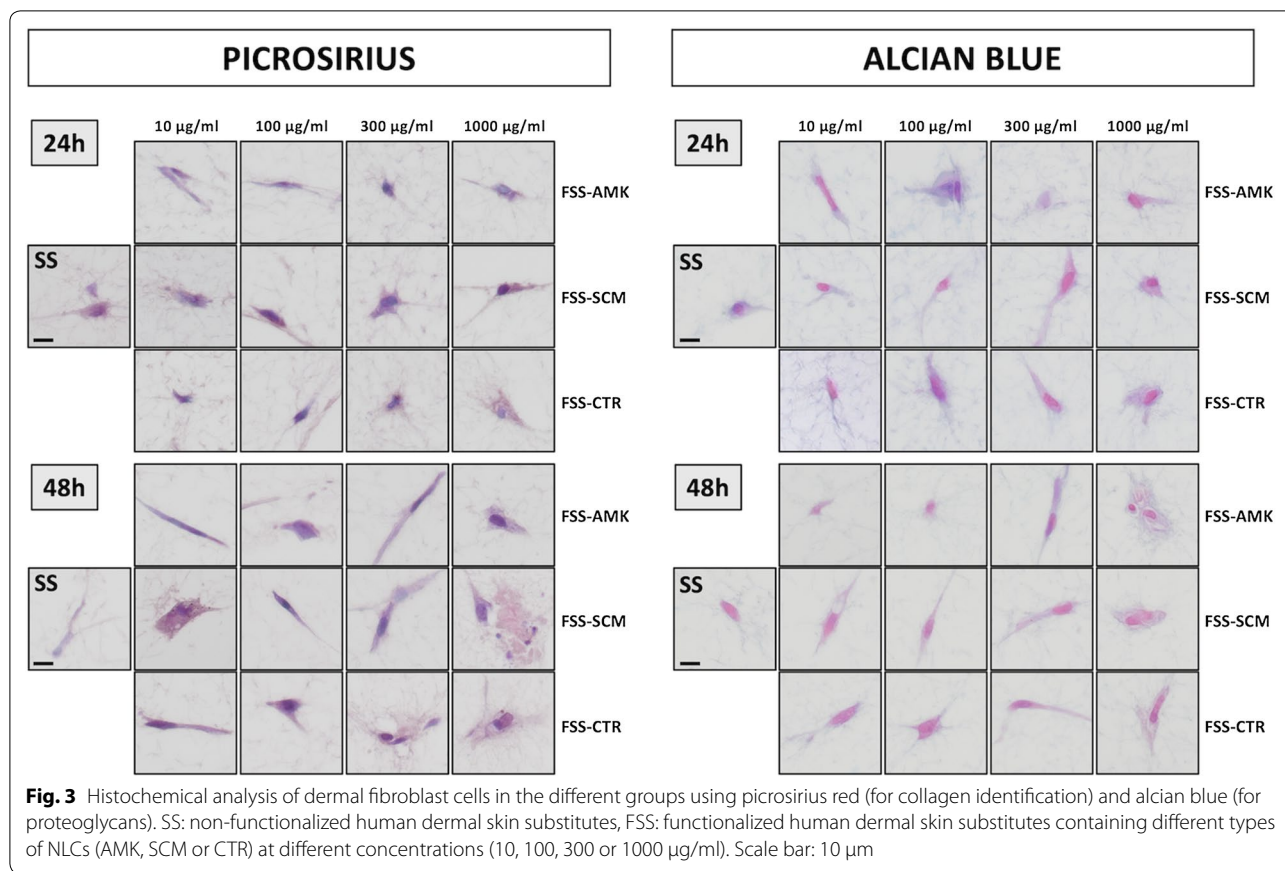 PICROSIRIUS
24h
10 µg/ml 100 µg/ml 300 µg/ml 1000 µg/ml
FSS-AMK
SS
FSS-SCM
FSS-CTR
48h
FSS-AMK
SS
FSS-SCM
FSS-CTR
ALCIAN BLUE
24h
10 µg/ml 100 µg/ml 300 µg/ml 1000 µg/ml
FSS-AMK
SS
FSS-SCM
FSS-CTR
48h
FSS-AMK
SS
FSS-SCM
FSS-CTR
Fig. 3 Histochemical analysis of dermal fibroblast cells in the different groups using picrosirius red (for collagen identification) and alcian blue (for
proteoglycans). SS: non-functionalized human dermal skin substitutes, FSS: functionalized human dermal skin substitutes containing different types
of NLCs (AMK, SCM or CTR) at different concentrations (10, 100, 300 or 1000 µg/ml). Scale bar: 10 µm